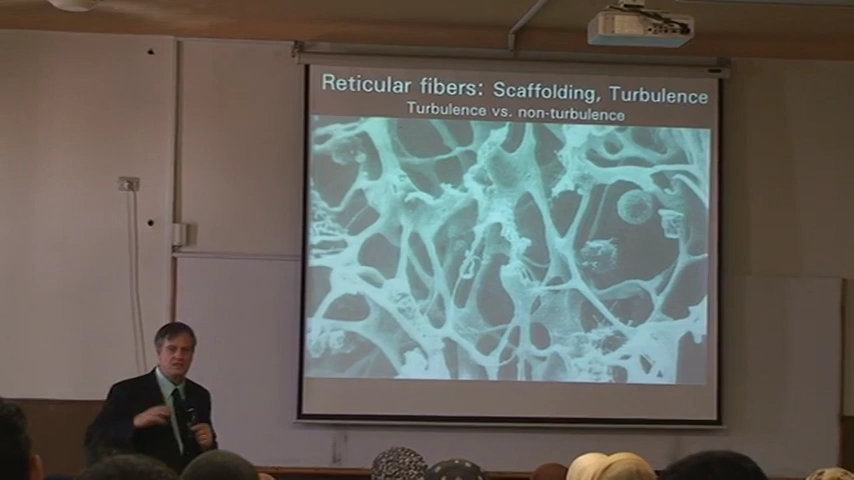 Reticular fibers: Scaffolding, Turbulence
Turbulence vs. non-turbulence